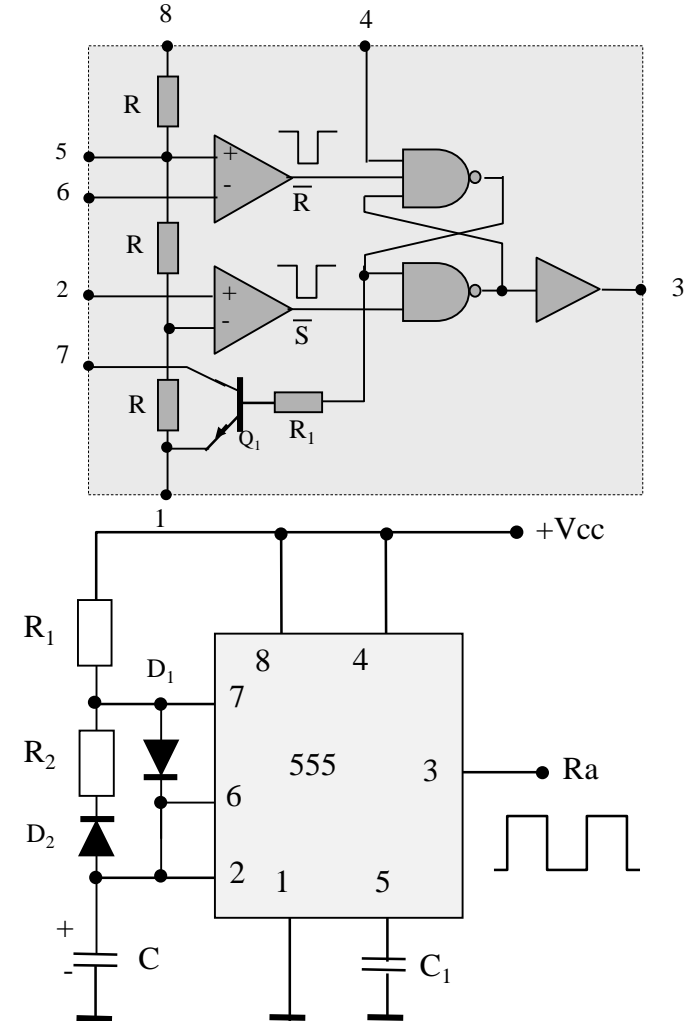 8 4
R
5 +
6 -
R̅
R
2 +
-
S̅
7
R
R₁
Q₁
3
1
+Vcc
R₁
D₁
8 4
7
R₂
555
3 Ra
6
D₂
2 1 5
+
-
C
C₁